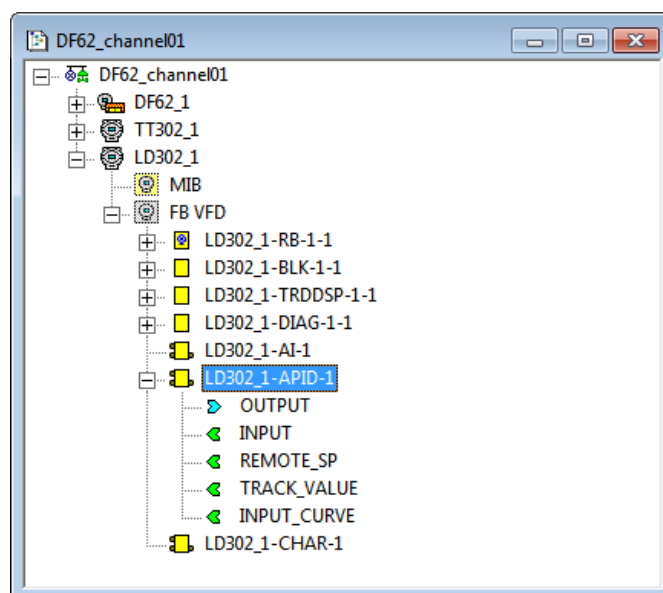 DF62_channel01
DF62_channel01
DF62_1
TT302_1
LD302_1
MIB
FB VFD
LD302_1-RB-1-1
LD302_1-BLK-1-1
LD302_1-TRDDSP-1-1
LD302_1-DIAG-1-1
LD302_1-AI-1
LD302_1-APID-1
OUTPUT
INPUT
REMOTE_SP
TRACK_VALUE
INPUT_CURVE
LD302_1-CHAR-1